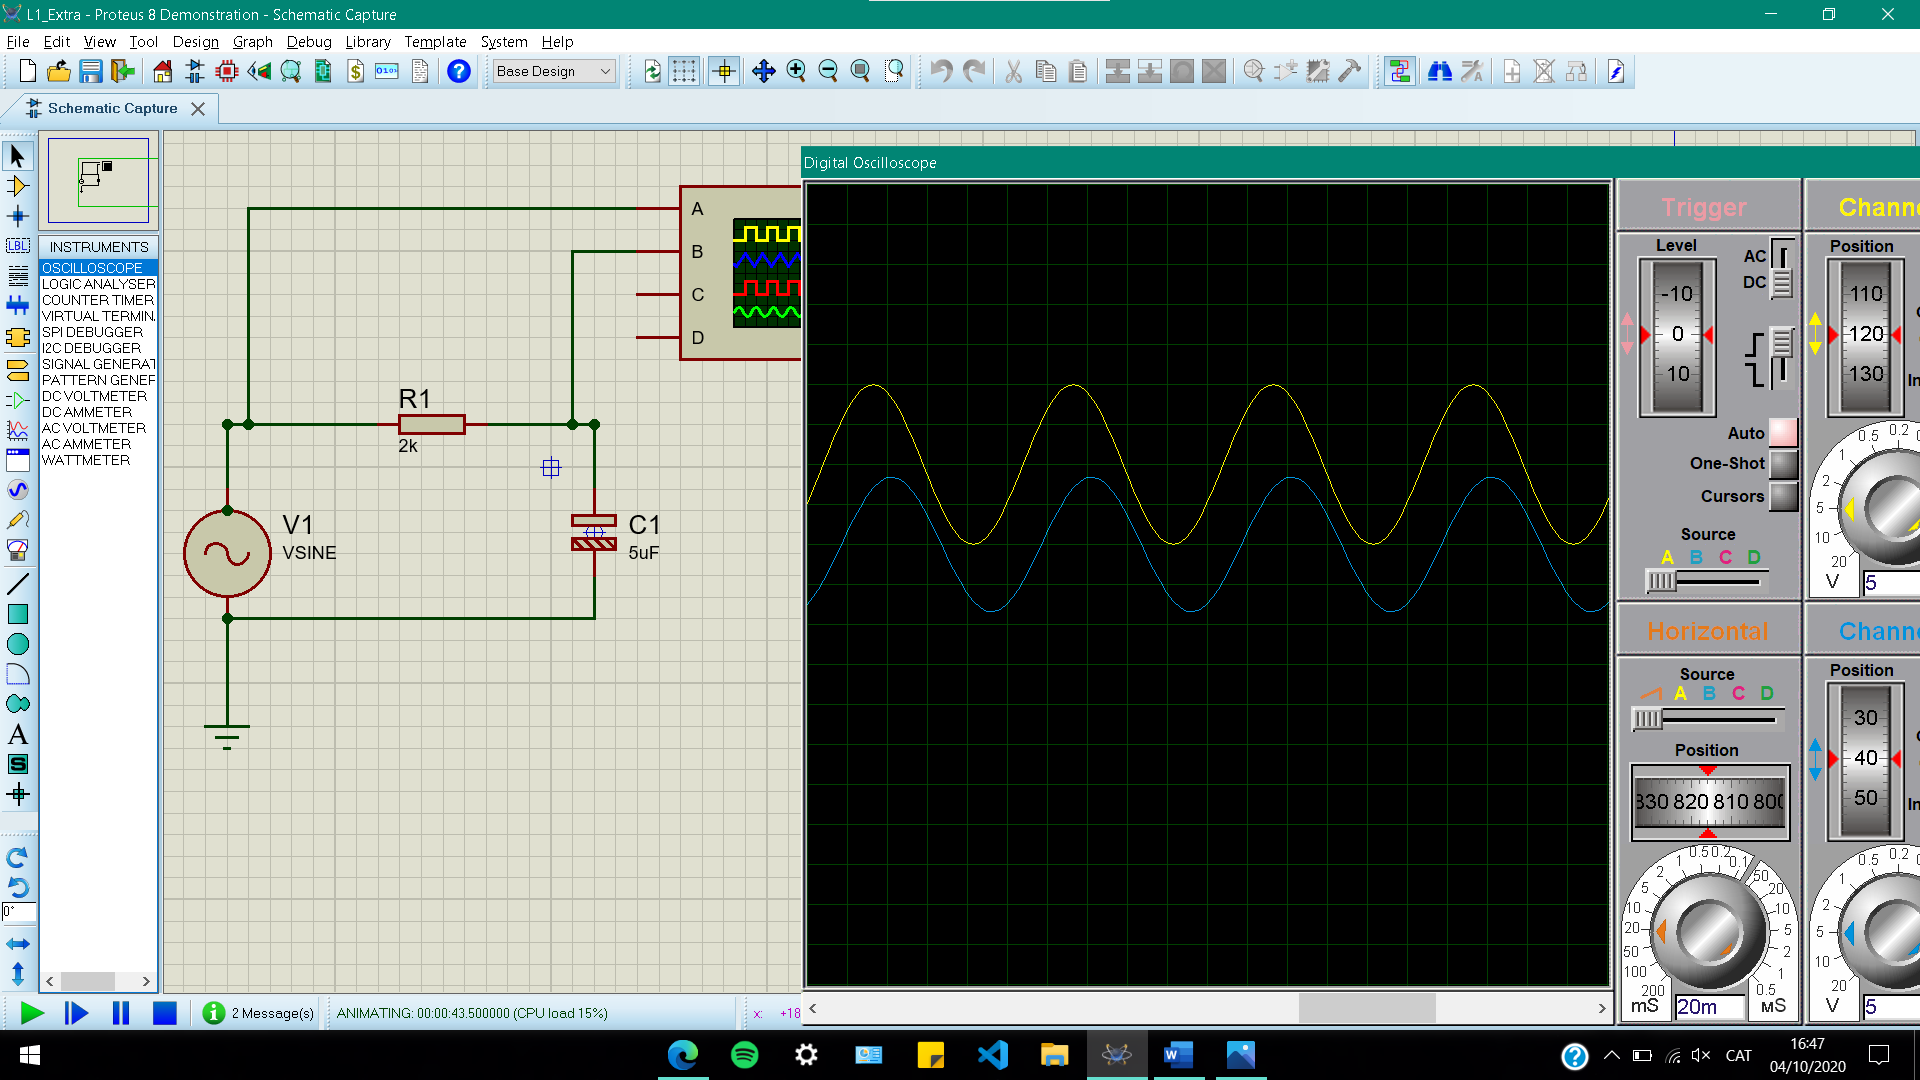 L1_Extra - Proteus 8 Demonstration - Schematic Capture
File Edit View Tool Design Graph Debug Library Template System Help
Base Design
Schematic Capture
INSTRUMENTS
OSCILLOSCOPE
LOGIC ANALYSER
COUNTER TIMER
VIRTUAL TERMIN.
SPI DEBUGGER
I2C DEBUGGER
SIGNAL GENERAT
PATTERN GENEF
DC VOLTMETER
DC AMMETER
AC VOLTMETER
AC AMMETER
WATTMETER
LBL
A
S
0°
A
B
C
D
R1
2k
V1
VSINE
C1
5uF
Digital Oscilloscope
Trigger
Level
AC
DC
-10
0
10
Auto
One-Shot
Cursors
Source
A B C D
Channe
Position
110
120
130
In
0.5 0.2
1
2
5
10
20
V
5
Horizontal
Source
A B C D
Position
830 820 810 800
200 100 50 20 10 5 2 1 0.5 0.2 0.1 50 20 10 5 2 1 0.5
mS
20m
µS
Channe
Position
30
40
50
In
0.5 0.2
1
2
5
10
20
V
5
2 Message(s)
ANIMATING: 00:00:43.500000 (CPU load 15%)
x: +18
CAT
16:47
04/10/2020